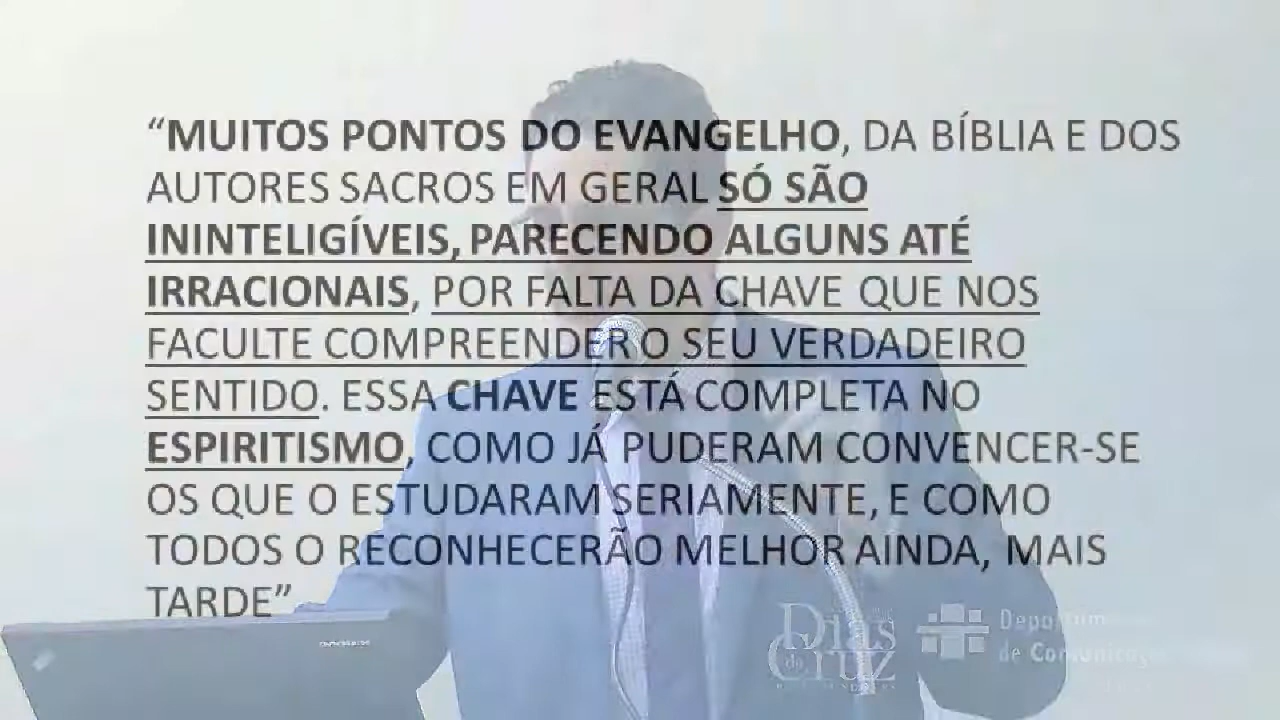 “MUITOS PONTOS DO EVANGELHO, DA BÍBLIA E DOS
AUTORES SACROS EM GERAL SÓ SÃO
ININTELIGÍVEIS, PARECENDO ALGUNS ATÉ
IRRACIONAIS, POR FALTA DA CHAVE QUE NOS
FACULTE COMPREENDER O SEU VERDADEIRO
SENTIDO. ESSA CHAVE ESTÁ COMPLETA NO
ESPIRITISMO, COMO JÁ PUDERAM CONVENCER-SE
OS QUE O ESTUDARAM SERIAMENTE, E COMO
TODOS O RECONHECERÃO MELHOR AINDA, MAIS
TARDE”
Dias
da
Cruz
de